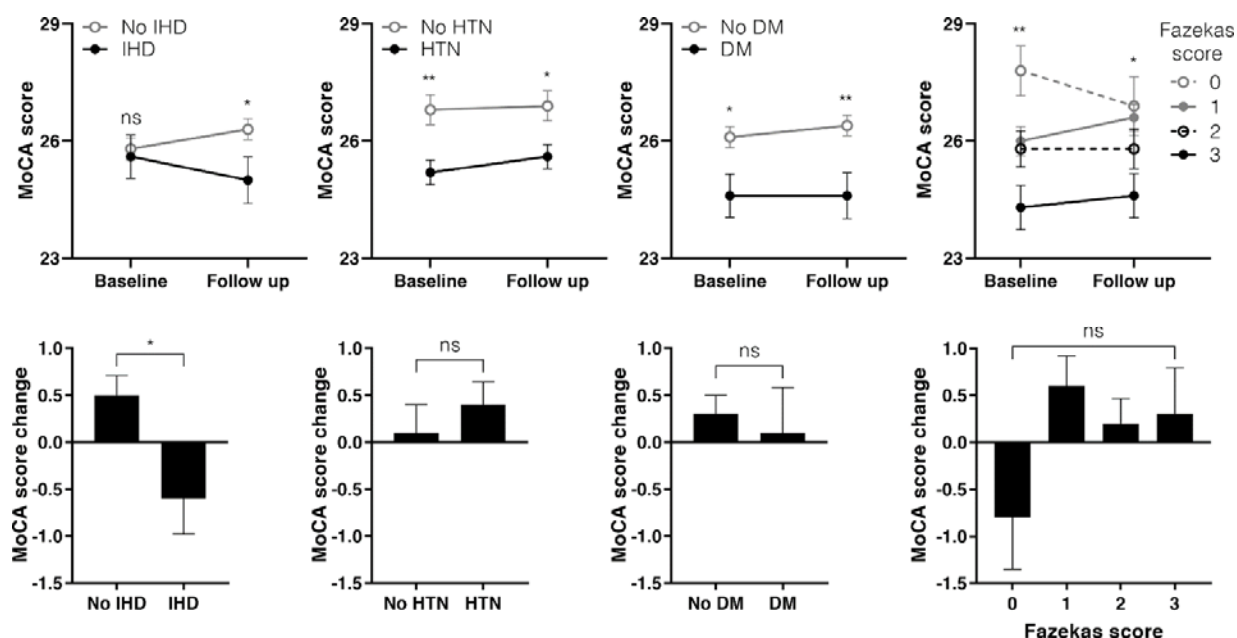 29
26
23
MoCA score
No IHD
IHD
ns
*
Baseline
Follow up
29
26
23
MoCA score
No HTN
HTN
**
*
Baseline
Follow up
29
26
23
MoCA score
No DM
DM
*
**
Baseline
Follow up
29
26
23
MoCA score
**
*
Fazekas
score
0
1
2
3
Baseline
Follow up
1.0
0.5
0.0
-0.5
-1.0
-1.5
MoCA score change
*
No IHD
IHD
1.0
0.5
0.0
-0.5
-1.0
-1.5
MoCA score change
ns
No HTN
HTN
1.0
0.5
0.0
-0.5
-1.0
-1.5
MoCA score change
ns
No DM
DM
1.0
0.5
0.0
-0.5
-1.0
-1.5
MoCA score change
ns
0
1
2
3
Fazekas score